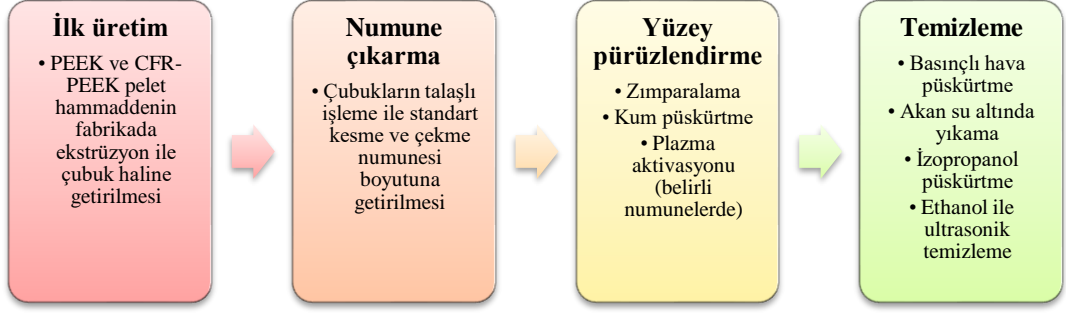 İlk üretim
• PEEK ve CFR-
PEEK pelet
hammaddenin
fabrikada
ekstrüzyon ile
çubuk haline
getirilmesi
Numune
çıkarma
• Çubukların talaşlı
işleme ile standart
kesme ve çekme
numunesi
boyutuna
getirilmesi
Yüzey
pürüzlendirme
• Zımparalama
• Kum püskürtme
• Plazma
aktivasyonu
(belirli
numunelerde)
Temizleme
• Basınçlı hava
püskürtme
• Akan su altında
yıkama
• İzopropanol
püskürtme
• Ethanol ile
ultrasonik
temizleme